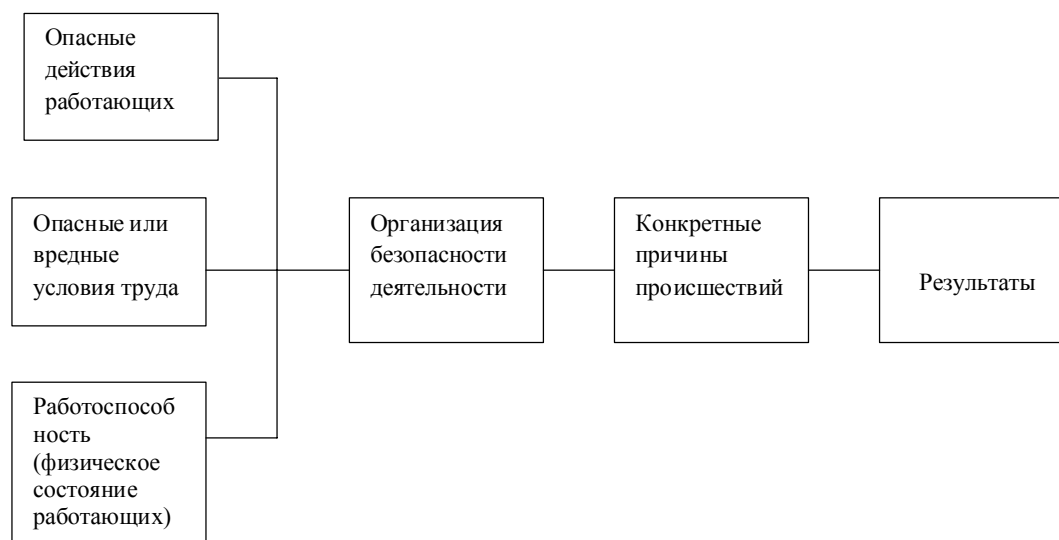 Опасные
действия
работающих
Опасные или
вредные
условия труда
Работоспособ
ность
(физическое
состояние
работающих)
Организация
безопасности
деятельности
Конкретные
причины
происшествий
Результаты